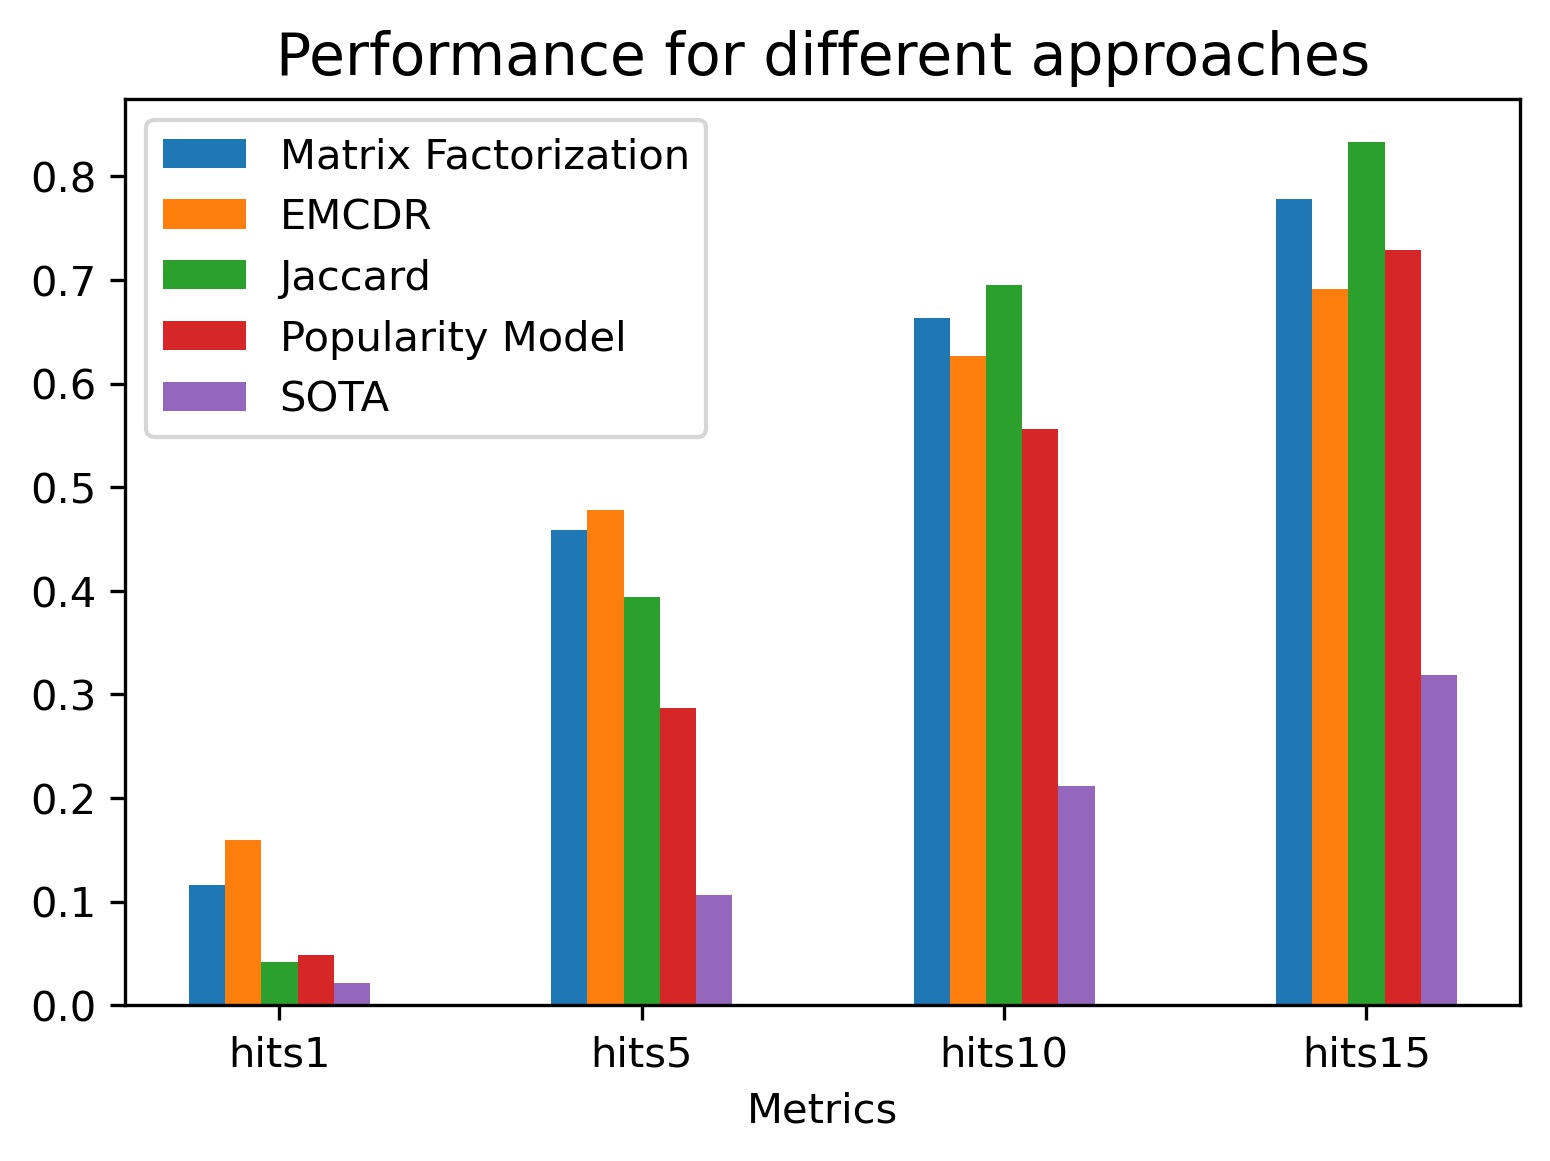 Performance for different approaches
Matrix Factorization
EMCDR
Jaccard
Popularity Model
SOTA
0.8
0.7
0.6
0.5
0.4
0.3
0.2
0.1
0.0
hits1 hits5 hits10 hits15
Metrics